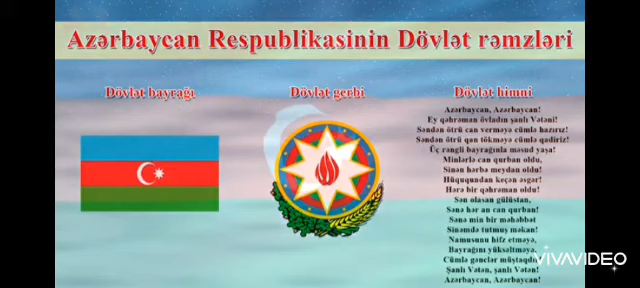 Azərbaycan Respublikasinin Dövlət rəmzləri
Dövlət bayrağı
Dövlət gerbi
Dövlət himni
Azərbaycan, Azərbaycan!
Ey qəhrəman övladın şanlı Vətəni!
Səndən ötrü can verməyə cümlə hazırız!
Səndən ötrü qan tökməyə cümlə qadiriz!
Üç rəngli bayrağınla məsud yaşa!
Minlərlə can qurban oldu,
Sinən hərbə meydan oldu!
Hüququndan keçən əsgər!
Hərə bir qəhrəman oldu!
Sən olasan gülüstan,
Sənə hər an can qurban!
Sənə min bir məhəbbət
Sinəmdə tutmuş məkan!
Namusunu hifz etməyə,
Bayrağını yüksəltməyə,
Cümlə gənclər müştaqdır!
Şanlı Vətən, şanlı Vətən!
Azərbaycan, Azərbaycan!
VIVAVIDEO